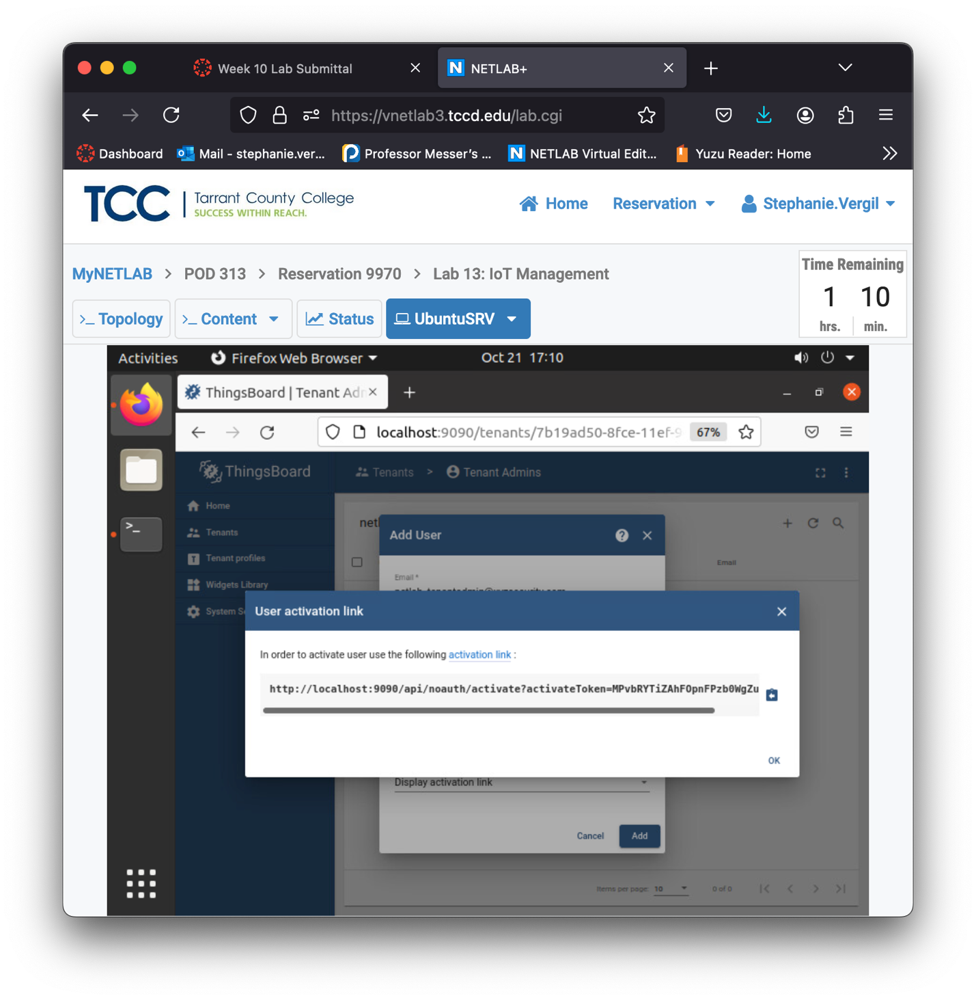 Week 10 Lab Submittal
NETLAB+
https://vnetlab3.tccd.edu/lab.cgi
Dashboard
Mail - stephanie.ver...
Professor Messer's ...
NETLAB Virtual Edit...
Yuzu Reader: Home
TCC
Tarrant County College
SUCCESS WITHIN REACH.
Home
Reservation
Stephanie.Vergil
MyNETLAB > POD 313 > Reservation 9970 > Lab 13: IoT Management
Time Remaining
1 10
hrs. min.
Topology
Content
Status
UbuntuSRV
Activities
Firefox Web Browser
Oct 21 17:10
ThingsBoard | Tenant Adm
localhost:9090/tenants/7b19ad50-8fce-11ef-9
67%
ThingsBoard
Tenants > Tenant Admins
Home
Tenants
Tenant profiles
Widgets Library
System Se
netl
Email
Add User
Email *
netlab_tenantadmin@xyzsecurity.com
User activation link
In order to activate user use the following activation link :
http://localhost:9090/api/noauth/activate?activateToken=MPvbRYTiZAhFOpnFPzb0WgZu
OK
Display activation link
Cancel
Add
Items per page: 10
0 of 0